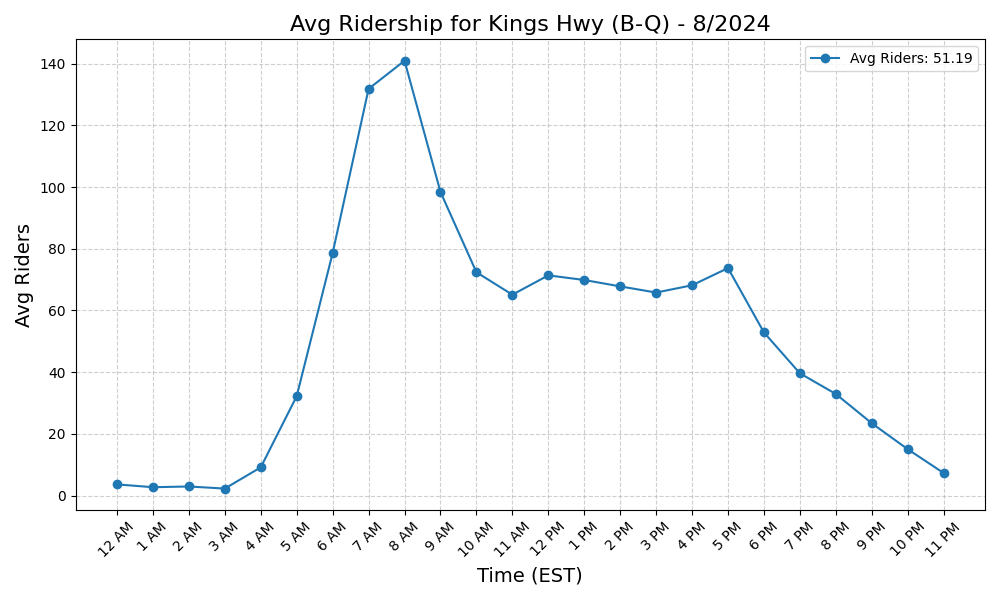 Avg Ridership for Kings Hwy (B-Q) - 8/2024
Avg Riders: 51.19
Avg Riders
140
120
100
80
60
40
20
0
12 AM
1 AM
2 AM
3 AM
4 AM
5 AM
6 AM
7 AM
8 AM
9 AM
10 AM
11 AM
12 PM
1 PM
2 PM
3 PM
4 PM
5 PM
6 PM
7 PM
8 PM
9 PM
10 PM
11 PM
Time (EST)